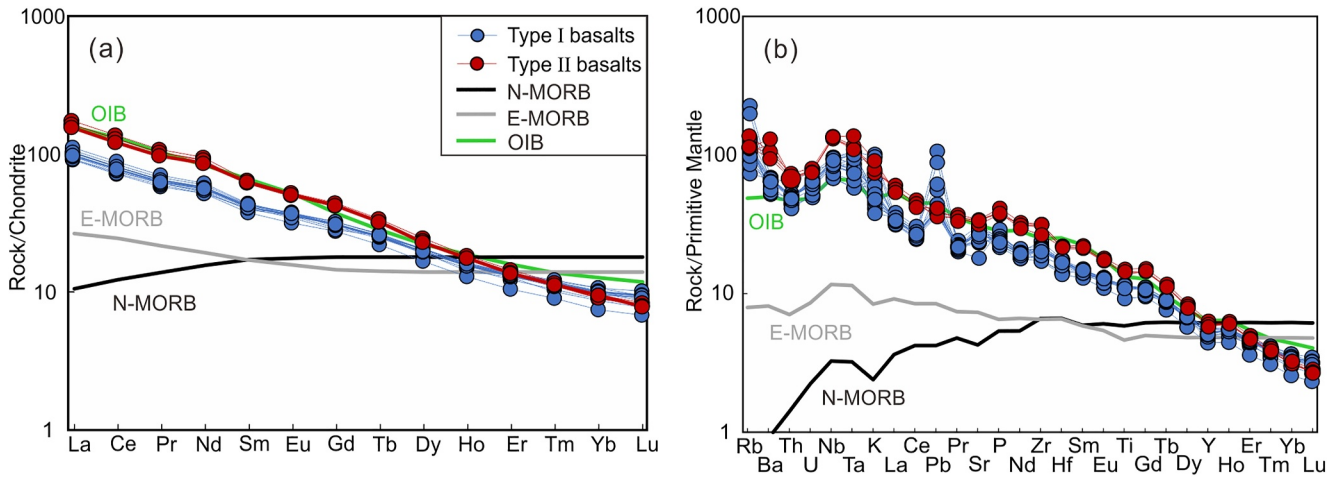 1000
100
10
1
Rock/Chondrite
(a)
OIB
E-MORB
N-MORB
Type I basalts
Type II basalts
N-MORB
E-MORB
OIB
La Ce Pr Nd Sm Eu Gd Tb Dy Ho Er Tm Yb Lu
1000
100
10
1
Rock/Primitive Mantle
(b)
OIB
E-MORB
N-MORB
Rb Th Nb K Ce Pr P Zr Sm Ti Tb Y Er Yb
Ba U Ta La Pb Sr Nd Hf Eu Gd Dy Ho Tm Lu